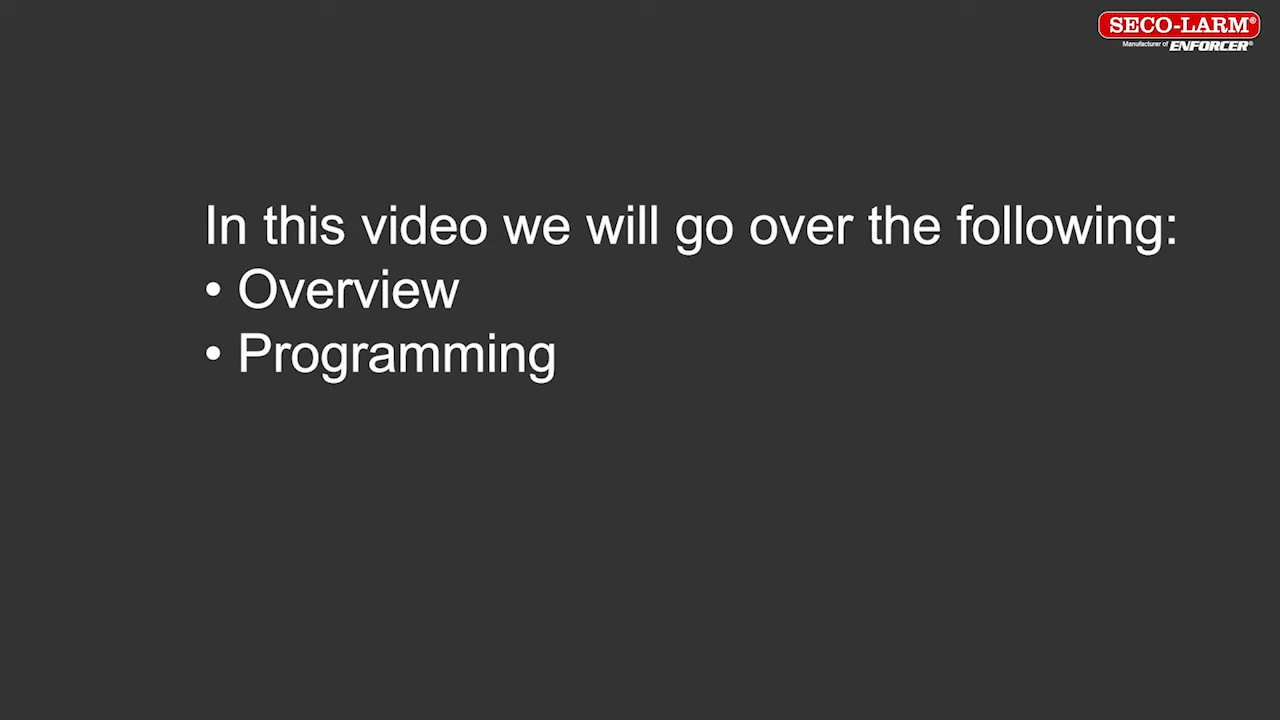 SECO-LARM®
Manufacturer of ENFORCER®
In this video we will go over the following:
• Overview
• Programming